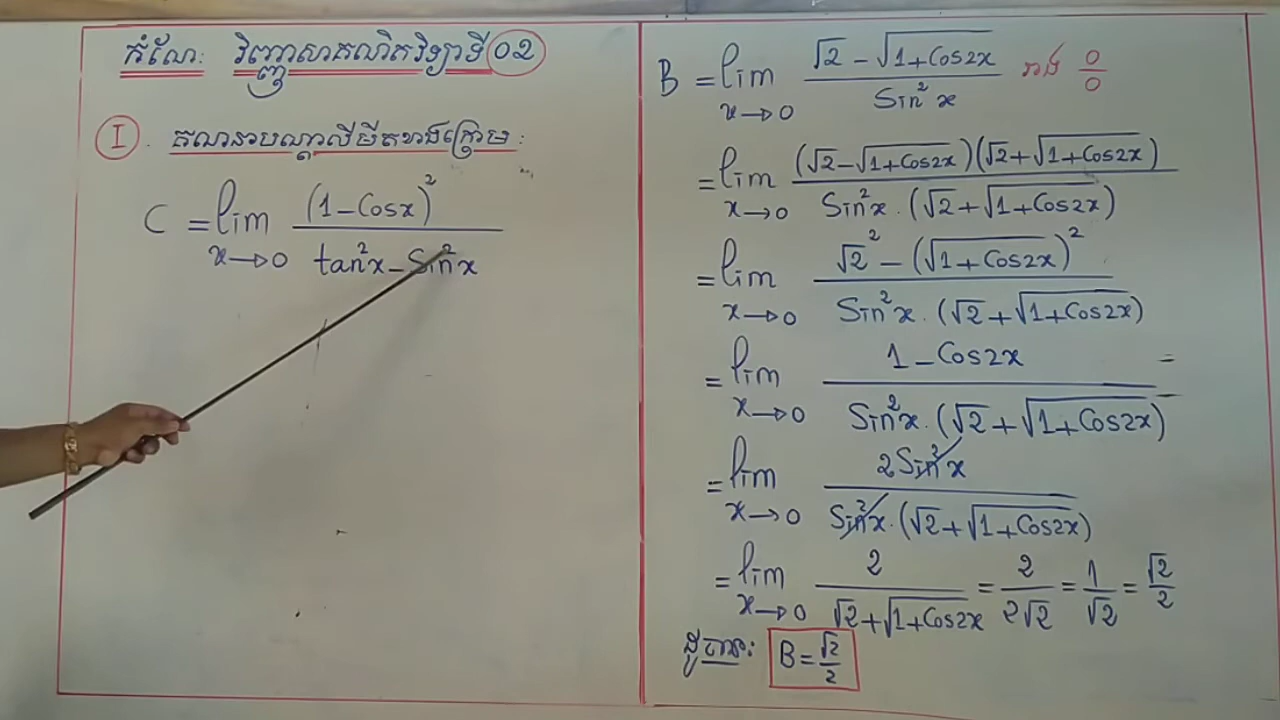 កំណែ៖ វិញ្ញាសាគណិតវិទ្យាទី 02
I. គណនាបណ្តាលីមីតខាងក្រោម៖
C = lim x→0 (1-Cosx)² / tan²x - Sin²x
B = lim x→0 √2 - √1+Cos2x / Sin²x រាង 0/0
= lim x→0 (√2-√1+Cos2x)(√2+√1+Cos2x) / Sin²x.(√2+√1+Cos2x)
= lim x→0 √2² - (√1+Cos2x)² / Sin²x.(√2+√1+Cos2x)
= lim x→0 1-Cos2x / Sin²x.(√2+√1+Cos2x)
= lim x→0 2Sin²x / Sin²x.(√2+√1+Cos2x)
= lim x→0 2 / √2+√1+Cos2x = 2/2√2 = 1/√2 = √2/2
ដូចនេះ៖ B = √2/2